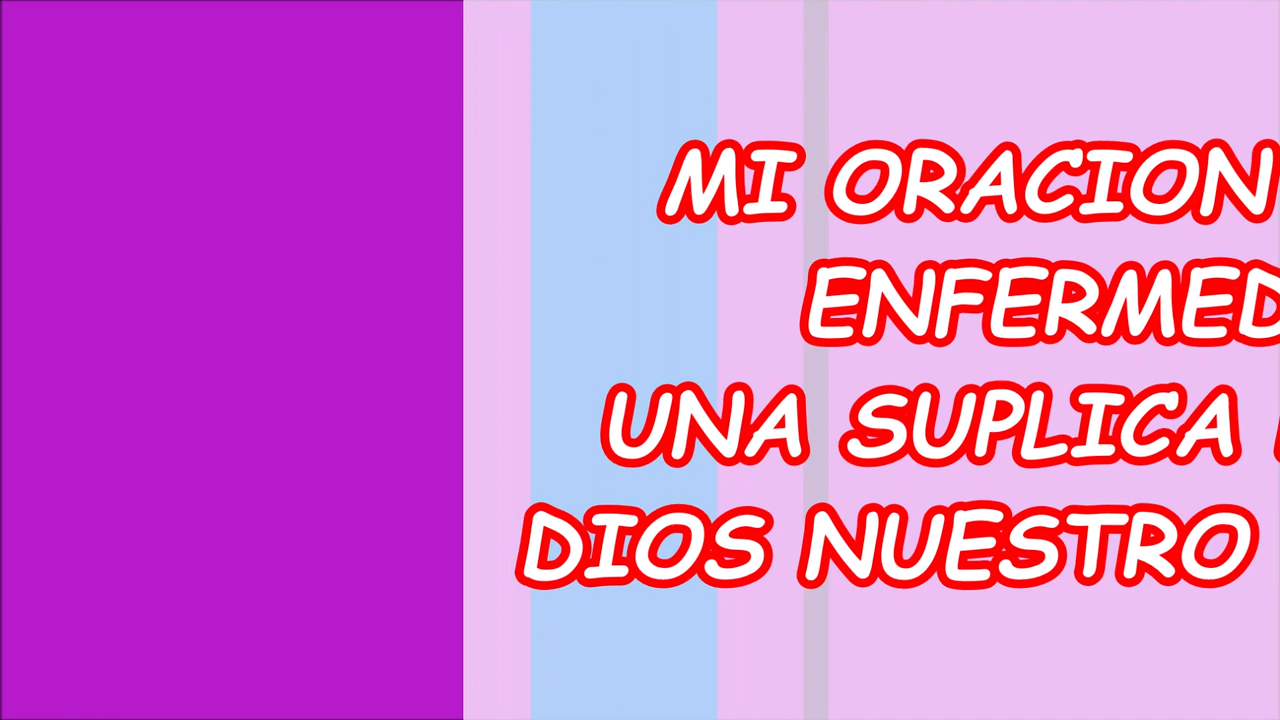 MI ORACION
ENFERMED
UNA SUPLICA
DIOS NUESTRO